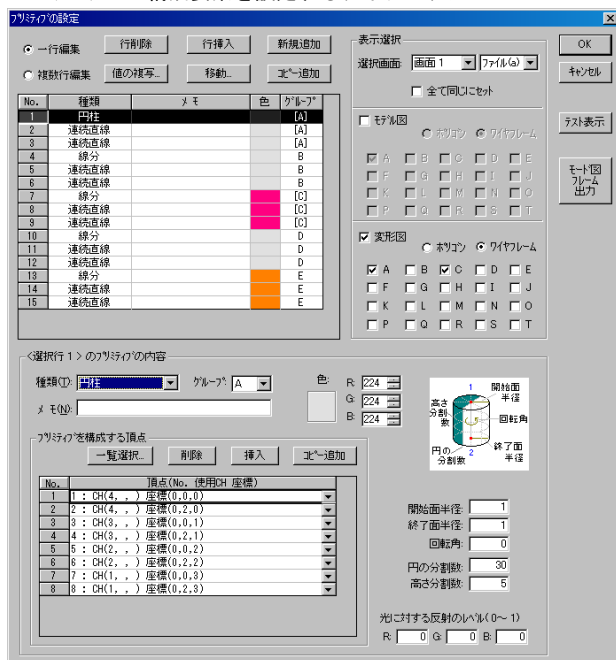 ﾌﾟﾘﾐﾃｨﾌﾞの設定
一行編集 行削除 行挿入 新規追加
複数行編集 値の複写... 移動... ｺﾋﾟｰ追加
No. 種類 メモ 色 ｸﾞﾙｰﾌﾟ
1 円柱 [A]
2 連続直線 [A]
3 連続直線 [A]
4 線分 B
5 連続直線 B
6 連続直線 B
7 線分 [C]
8 連続直線 [C]
9 連続直線 [C]
10 線分 D
11 連続直線 D
12 連続直線 D
13 線分 E
14 連続直線 E
15 連続直線 E
表示選択
選択画面: 画面 1 ﾌｧｲﾙ(a)
全て同じにｾｯﾄ
ﾓﾃﾞﾙ図
ﾎﾟﾘｺﾞﾝ ﾜｲﾔﾌﾚｰﾑ
A B C D E
F G H I J
K L M N O
P Q R S T
変形図
ﾎﾟﾘｺﾞﾝ ﾜｲﾔﾌﾚｰﾑ
A B C D E
F G H I J
K L M N O
P Q R S T
OK
ｷｬﾝｾﾙ
ﾃｽﾄ表示
ﾓｰﾄﾞ図
ﾌﾚｰﾑ
出力
<選択行 1 > のﾌﾟﾘﾐﾃｨﾌﾞの内容
種類(T): 円柱 ｸﾞﾙｰﾌﾟ: A 色: R: 224
G: 224
B: 224
メモ(N):
ﾌﾟﾘﾐﾃｨﾌﾞを構成する頂点
一覧選択... 削除 挿入 ｺﾋﾟｰ追加
No. 頂点(No. 使用CH 座標)
1 1 : CH(4, , ) 座標(0,0,0)
2 2 : CH(4, , ) 座標(0,2,0)
3 3 : CH(3, , ) 座標(0,0,1)
4 4 : CH(3, , ) 座標(0,2,1)
5 5 : CH(2, , ) 座標(0,0,2)
6 6 : CH(2, , ) 座標(0,2,2)
7 7 : CH(1, , ) 座標(0,0,3)
8 8 : CH(1, , ) 座標(0,2,3)
1 開始面
半径
高さ
分割
数
回転角
円の
分割数
2 終了面
半径
開始面半径: 1
終了面半径: 1
回転角: 0
円の分割数: 30
高さ分割数: 5
光に対する反射のﾚﾍﾞﾙ( 0～ 1)
R: 0 G: 0 B: 0